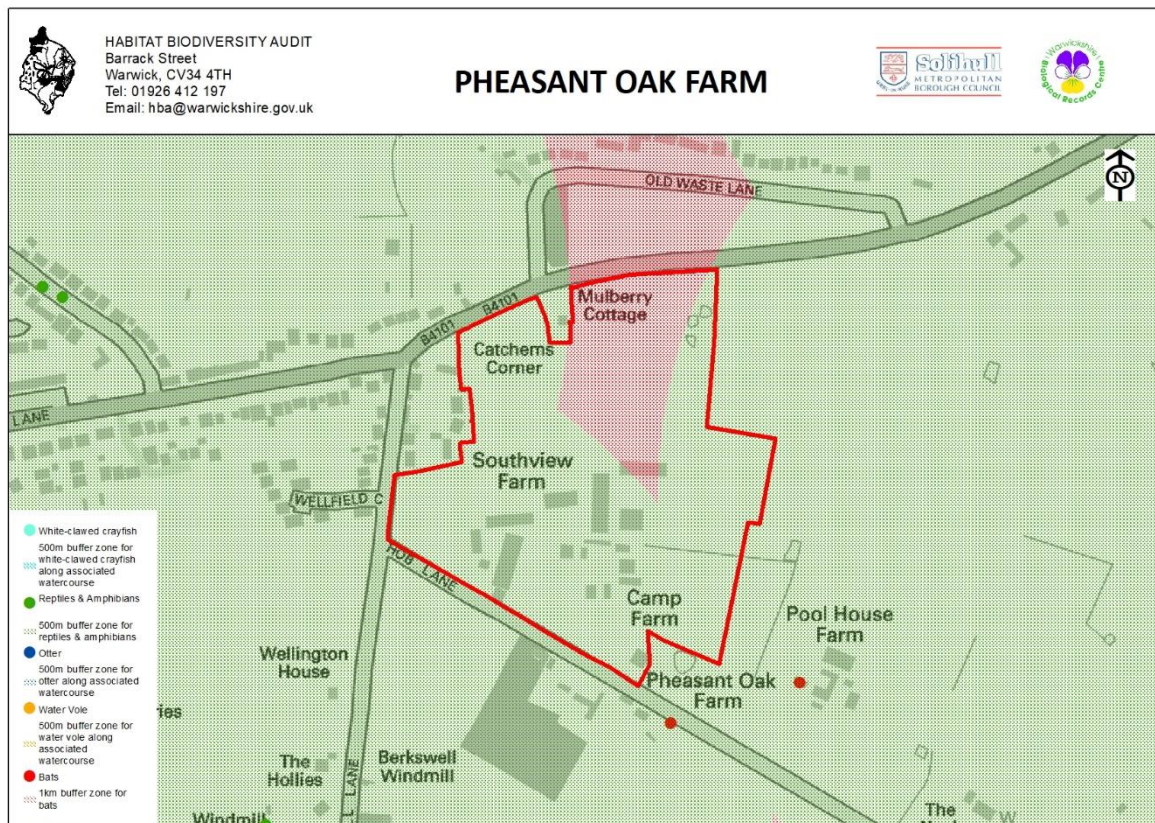 HABITAT BIODIVERSITY AUDIT
Barrack Street
Warwick, CV34 4TH
Tel: 01926 412 197
Email: hba@warwickshire.gov.uk
PHEASANT OAK FARM
Solihull
METROPOLITAN
BOROUGH COUNCIL
Warwickshire
Biological Records Centre
N
OLD WASTE LANE
B4101
B4101
Mulberry
Cottage
Catchems
Corner
LANE
Southview
Farm
WELLFIELD C
HOB LANE
Camp
Farm
Pool House
Farm
Pheasant Oak
Farm
Wellington
House
ries
The
Hollies
Berkswell
Windmill
L LANE
Windmill
The
W
White-clawed crayfish
500m buffer zone for
white-clawed crayfish
along associated
watercourse
Reptiles & Amphibians
500m buffer zone for
reptiles & amphibians
Otter
500m buffer zone for
otter along associated
watercourse
Water Vole
500m buffer zone for
water vole along
associated
watercourse
Bats
1km buffer zone for
bats